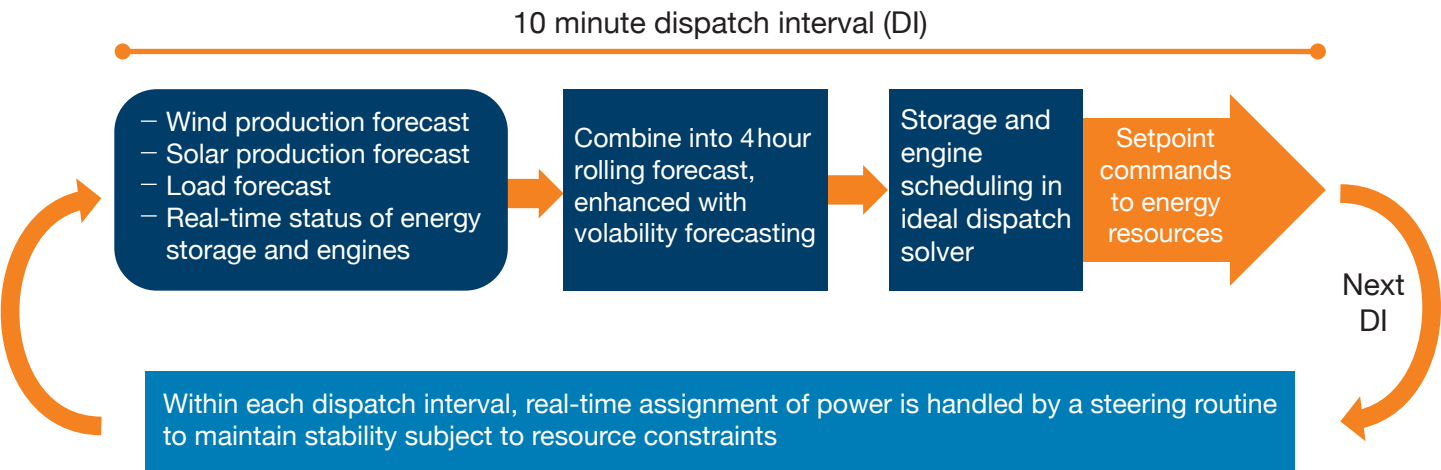 10 minute dispatch interval (DI)
– Wind production forecast
– Solar production forecast
– Load forecast
– Real-time status of energy
storage and engines
Combine into 4 hour
rolling forecast,
enhanced with
volability forecasting
Storage and
engine
scheduling in
ideal dispatch
solver
Setpoint
commands
to energy
resources
Next
DI
Within each dispatch interval, real-time assignment of power is handled by a steering routine
to maintain stability subject to resource constraints